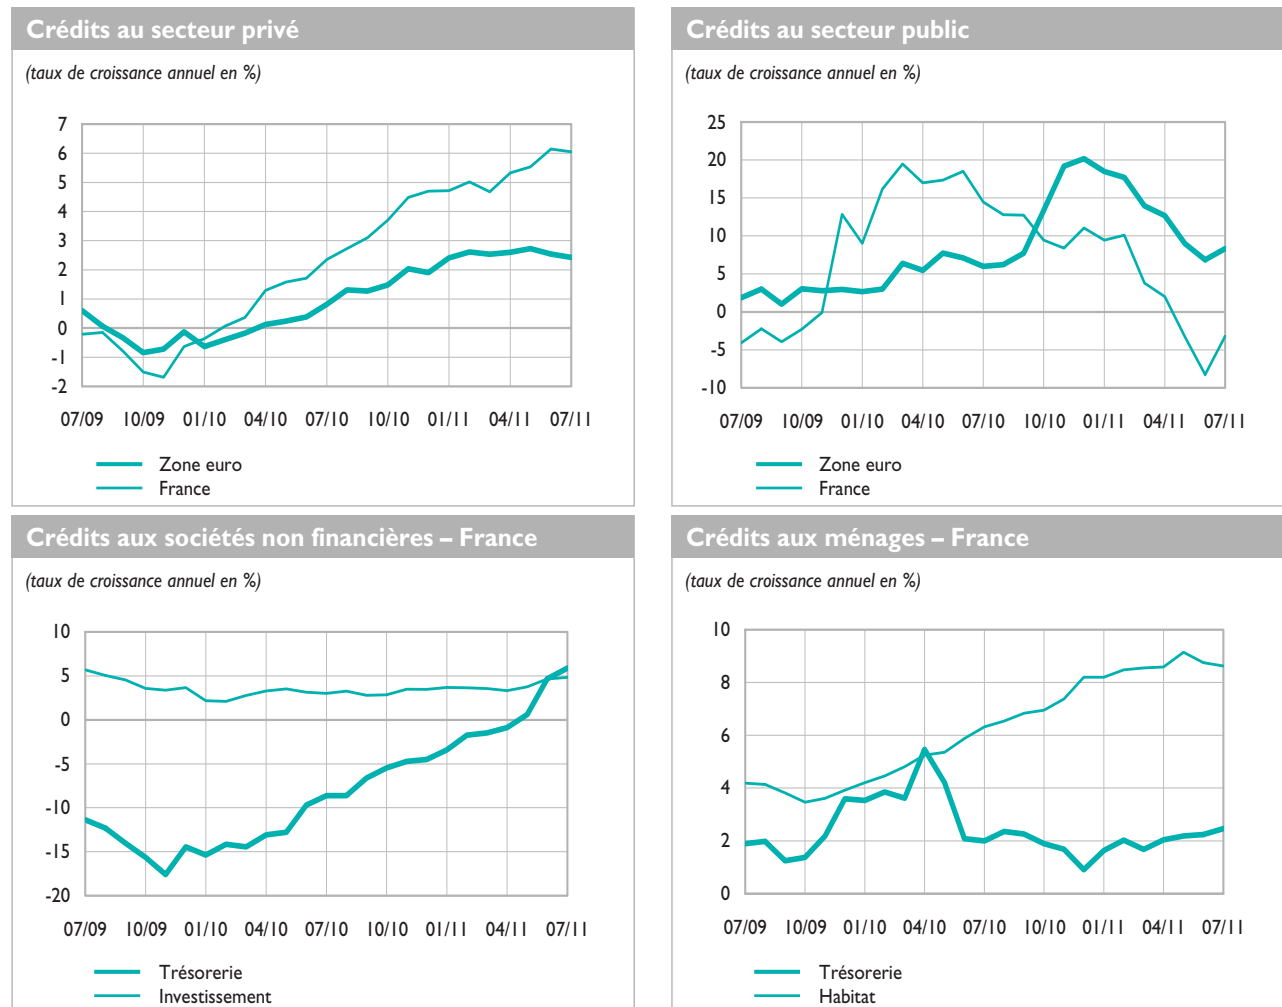 Crédits au secteur privé
(taux de croissance annuel en %)
7
6
5
4
3
2
1
0
-1
-2
07/09 10/09 01/10 04/10 07/10 10/10 01/11 04/11 07/11
Zone euro
France
Crédits au secteur public
(taux de croissance annuel en %)
25
20
15
10
5
0
-5
-10
07/09 10/09 01/10 04/10 07/10 10/10 01/11 04/11 07/11
Zone euro
France
Crédits aux sociétés non financières – France
(taux de croissance annuel en %)
10
5
0
-5
-10
-15
-20
07/09 10/09 01/10 04/10 07/10 10/10 01/11 04/11 07/11
Trésorerie
Investissement
Crédits aux ménages – France
(taux de croissance annuel en %)
10
8
6
4
2
0
07/09 10/09 01/10 04/10 07/10 10/10 01/11 04/11 07/11
Trésorerie
Habitat